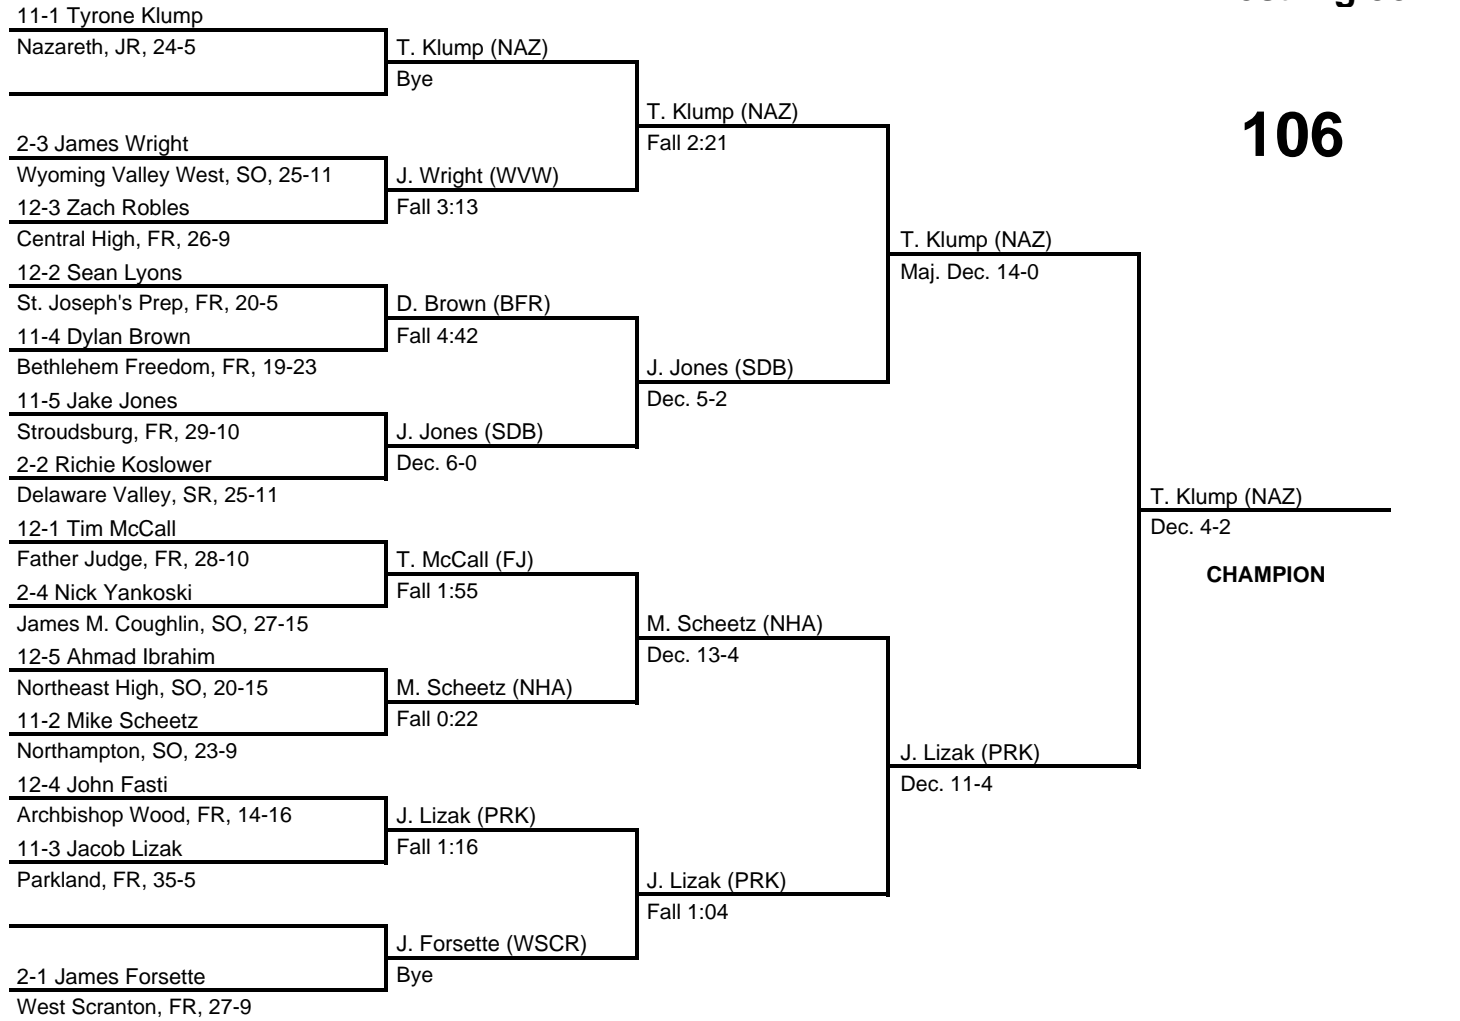 11-1 Tyrone Klump
Nazareth, JR, 24-5
T. Klump (NAZ)
Bye
T. Klump (NAZ)
Fall 2:21
106
2-3 James Wright
Wyoming Valley West, SO, 25-11
J. Wright (WVW)
Fall 3:13
12-3 Zach Robles
Central High, FR, 26-9
T. Klump (NAZ)
Maj. Dec. 14-0
12-2 Sean Lyons
St. Joseph's Prep, FR, 20-5
D. Brown (BFR)
Fall 4:42
11-4 Dylan Brown
Bethlehem Freedom, FR, 19-23
J. Jones (SDB)
Dec. 5-2
11-5 Jake Jones
Stroudsburg, FR, 29-10
J. Jones (SDB)
Dec. 6-0
2-2 Richie Koslower
Delaware Valley, SR, 25-11
T. Klump (NAZ)
Dec. 4-2
CHAMPION
12-1 Tim McCall
Father Judge, FR, 28-10
T. McCall (FJ)
Fall 1:55
2-4 Nick Yankoski
James M. Coughlin, SO, 27-15
M. Scheetz (NHA)
Dec. 13-4
12-5 Ahmad Ibrahim
Northeast High, SO, 20-15
M. Scheetz (NHA)
Fall 0:22
11-2 Mike Scheetz
Northampton, SO, 23-9
J. Lizak (PRK)
Dec. 11-4
12-4 John Fasti
Archbishop Wood, FR, 14-16
J. Lizak (PRK)
Fall 1:16
11-3 Jacob Lizak
Parkland, FR, 35-5
J. Lizak (PRK)
Fall 1:04
J. Forsette (WSCR)
Bye
2-1 James Forsette
West Scranton, FR, 27-9